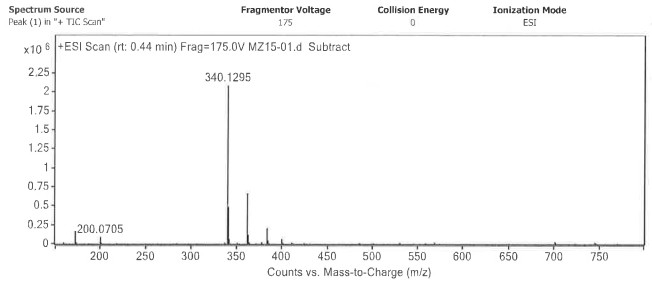 Spectrum Source Fragmentor Voltage Collision Energy Ionization Mode
Peak (1) in "+ TIC Scan" 175 0 ESI
x10 6 +ESI Scan (rt: 0.44 min) Frag=175.0V MZ15-01.d Subtract
340.1295
2.25
2
1.75
1.5
1.25
1
0.75
0.5
0.25
0
200.0705
200 250 300 350 400 450 500 550 600 650 700 750
Counts vs. Mass-to-Charge (m/z)